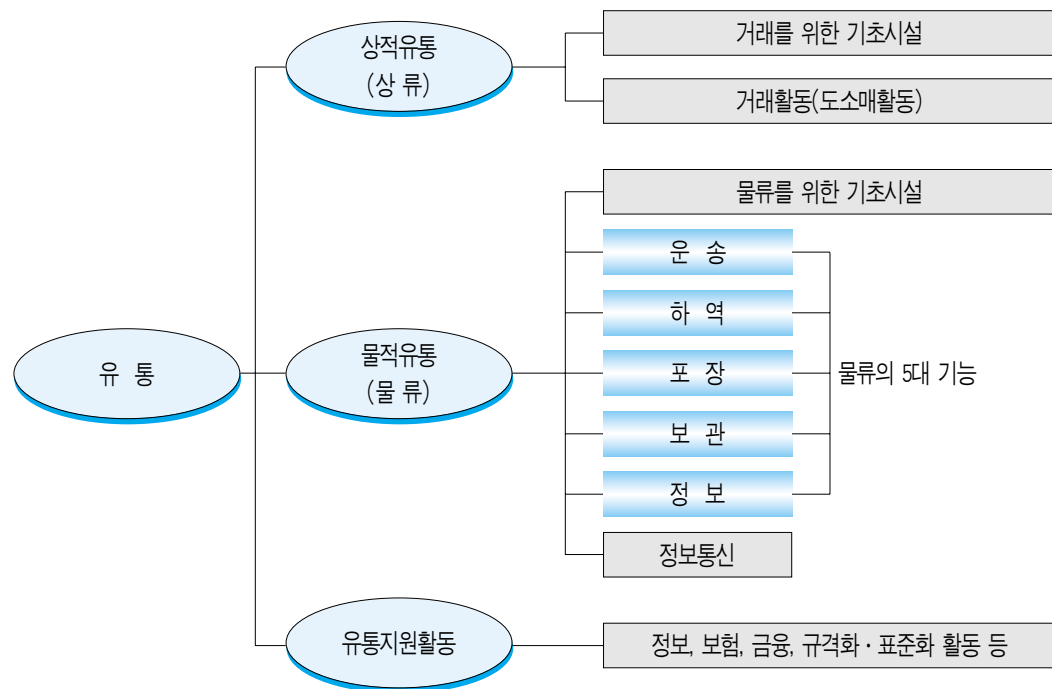 상적유통
(상 류)
거래를 위한 기초시설
거래활동(도소매활동)
유 통
물적유통
(물 류)
물류를 위한 기초시설
운 송
하 역
포 장
보 관
정 보
물류의 5대 기능
정보통신
유통지원활동
정보, 보험, 금융, 규격화·표준화 활동 등